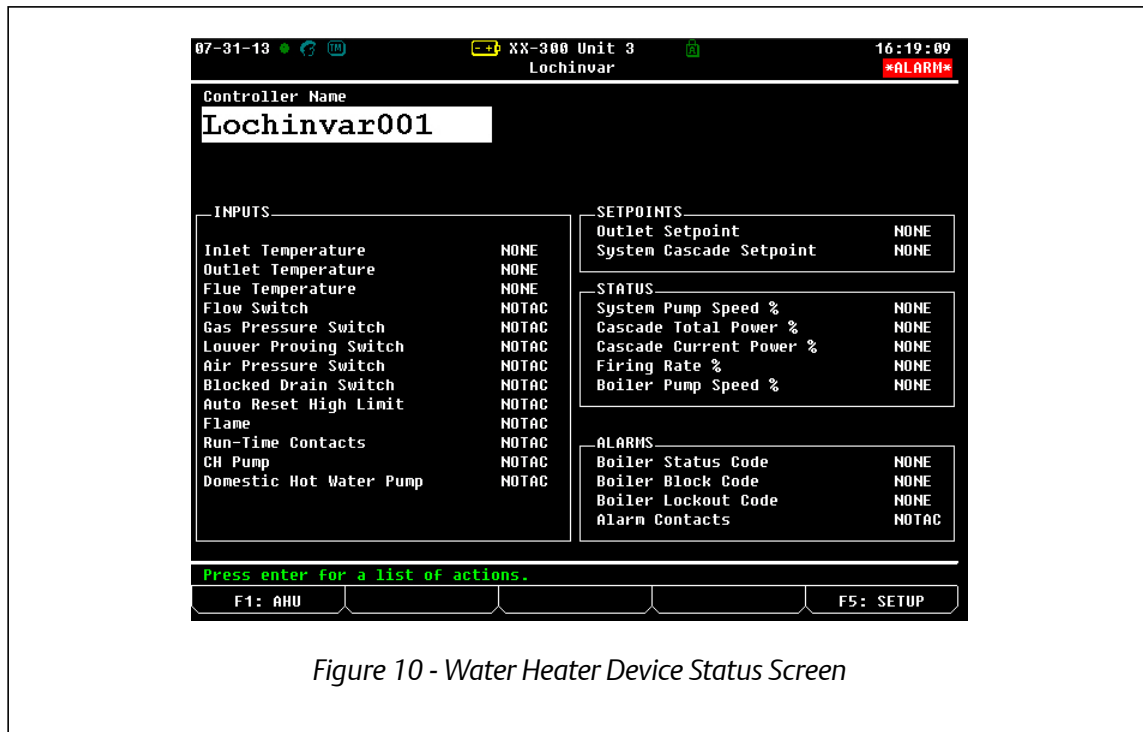 07-31-13 TM - + XX-300 Unit 3 A 16:19:09
Lochinvar *ALARM*
Controller Name
Lochinvar001
INPUTS
Inlet Temperature NONE
Outlet Temperature NONE
Flue Temperature NONE
Flow Switch NOTAC
Gas Pressure Switch NOTAC
Louver Proving Switch NOTAC
Air Pressure Switch NOTAC
Blocked Drain Switch NOTAC
Auto Reset High Limit NOTAC
Flame NOTAC
Run-Time Contacts NOTAC
CH Pump NOTAC
Domestic Hot Water Pump NOTAC
SETPOINTS
Outlet Setpoint NONE
System Cascade Setpoint NONE
STATUS
System Pump Speed % NONE
Cascade Total Power % NONE
Cascade Current Power % NONE
Firing Rate % NONE
Boiler Pump Speed % NONE
ALARMS
Boiler Status Code NONE
Boiler Block Code NONE
Boiler Lockout Code NONE
Alarm Contacts NOTAC
Press enter for a list of actions.
F1: AHU F5: SETUP
Figure 10 - Water Heater Device Status Screen